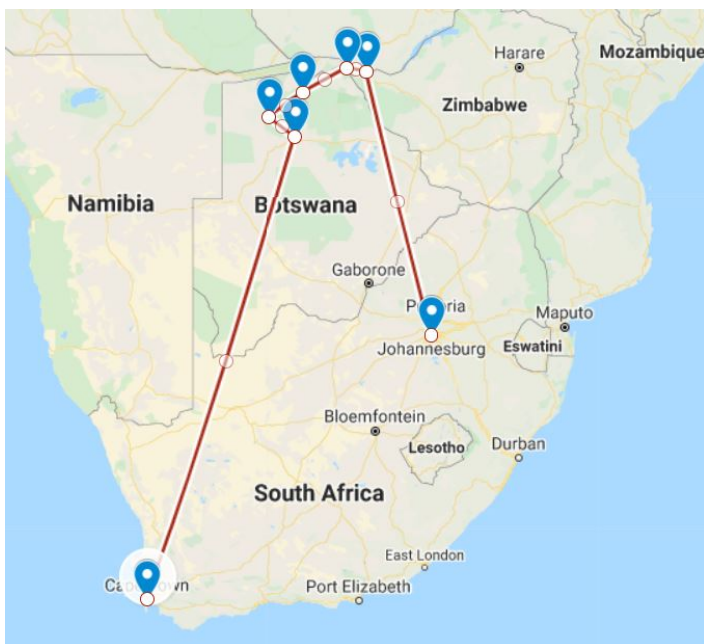 Harare
Mozambique
Zimbabwe
Namibia
Botswana
Gaborone
Maputo
Johannesburg
Eswatini
Bloemfontein
Lesotho
Durban
South Africa
East London
Port Elizabeth